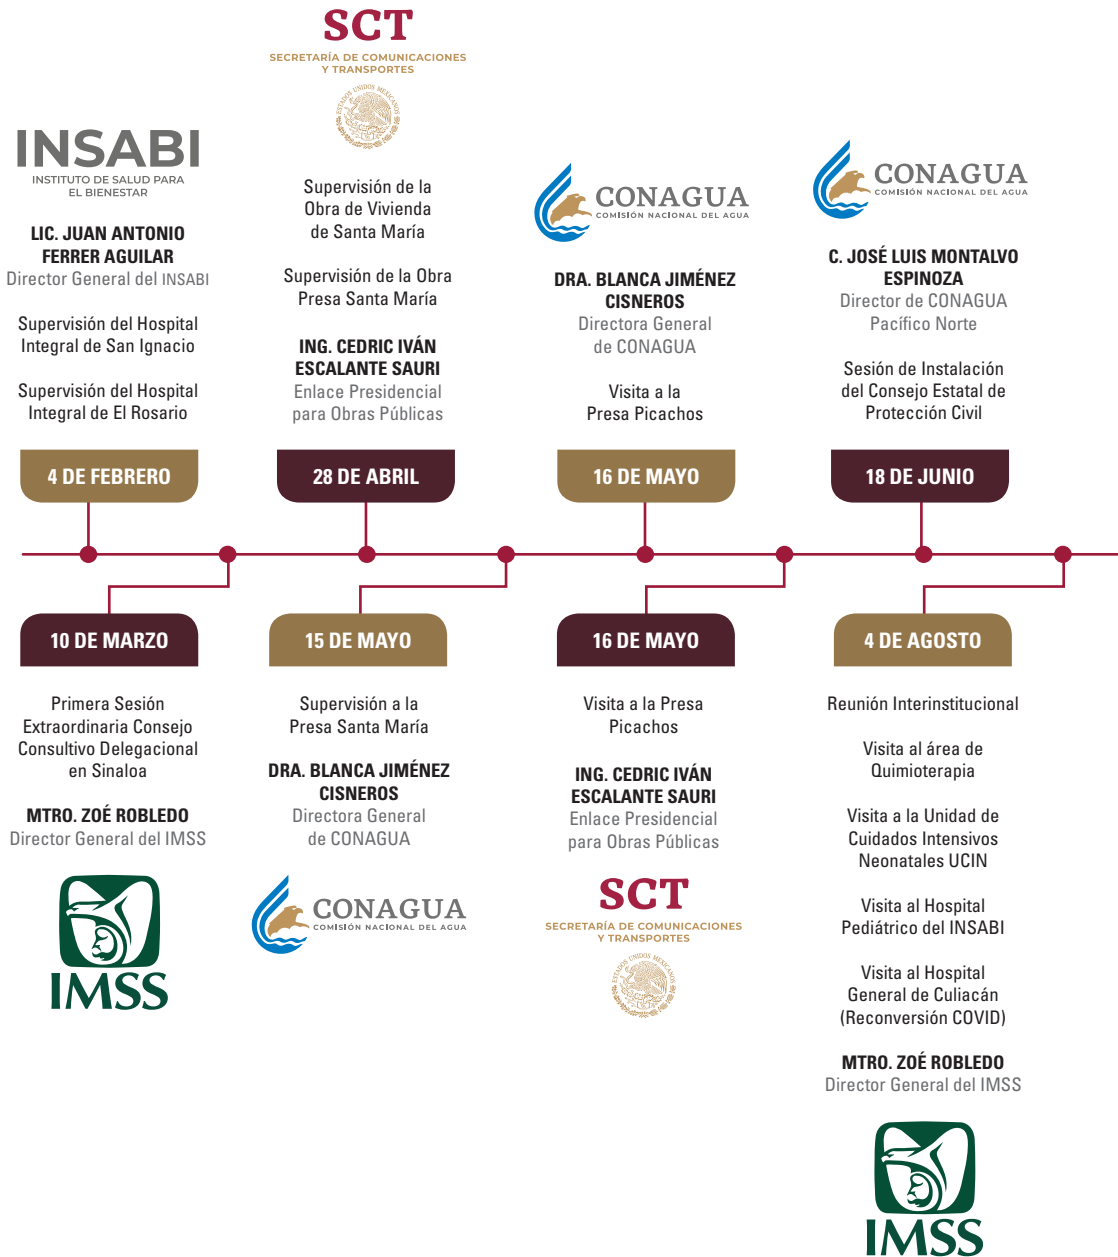 INSABI
INSTITUTO DE SALUD PARA
EL BIENESTAR
LIC. JUAN ANTONIO
FERRER AGUILAR
Director General del INSABI
Supervisión del Hospital
Integral de San Ignacio
Supervisión del Hospital
Integral de El Rosario
4 DE FEBRERO
SCT
SECRETARÍA DE COMUNICACIONES
Y TRANSPORTES
ESTADOS UNIDOS MEXICANOS
Supervisión de la
Obra de Vivienda
de Santa María
Supervisión de la Obra
Presa Santa María
ING. CEDRIC IVÁN
ESCALANTE SAURI
Enlace Presidencial
para Obras Públicas
28 DE ABRIL
CONAGUA
COMISIÓN NACIONAL DEL AGUA
DRA. BLANCA JIMÉNEZ
CISNEROS
Directora General
de CONAGUA
Visita a la
Presa Picachos
16 DE MAYO
CONAGUA
COMISIÓN NACIONAL DEL AGUA
C. JOSÉ LUIS MONTALVO
ESPINOZA
Director de CONAGUA
Pacífico Norte
Sesión de Instalación
del Consejo Estatal de
Protección Civil
18 DE JUNIO
10 DE MARZO
Primera Sesión
Extraordinaria Consejo
Consultivo Delegacional
en Sinaloa
MTRO. ZOÉ ROBLEDO
Director General del IMSS
IMSS
15 DE MAYO
Supervisión a la
Presa Santa María
DRA. BLANCA JIMÉNEZ
CISNEROS
Directora General
de CONAGUA
CONAGUA
COMISIÓN NACIONAL DEL AGUA
16 DE MAYO
Visita a la Presa
Picachos
ING. CEDRIC IVÁN
ESCALANTE SAURI
Enlace Presidencial
para Obras Públicas
SCT
SECRETARÍA DE COMUNICACIONES
Y TRANSPORTES
ESTADOS UNIDOS MEXICANOS
4 DE AGOSTO
Reunión Interinstitucional
Visita al área de
Quimioterapia
Visita a la Unidad de
Cuidados Intensivos
Neonatales UCIN
Visita al Hospital
Pediátrico del INSABI
Visita al Hospital
General de Culiacán
(Reconversión COVID)
MTRO. ZOÉ ROBLEDO
Director General del IMSS
IMSS